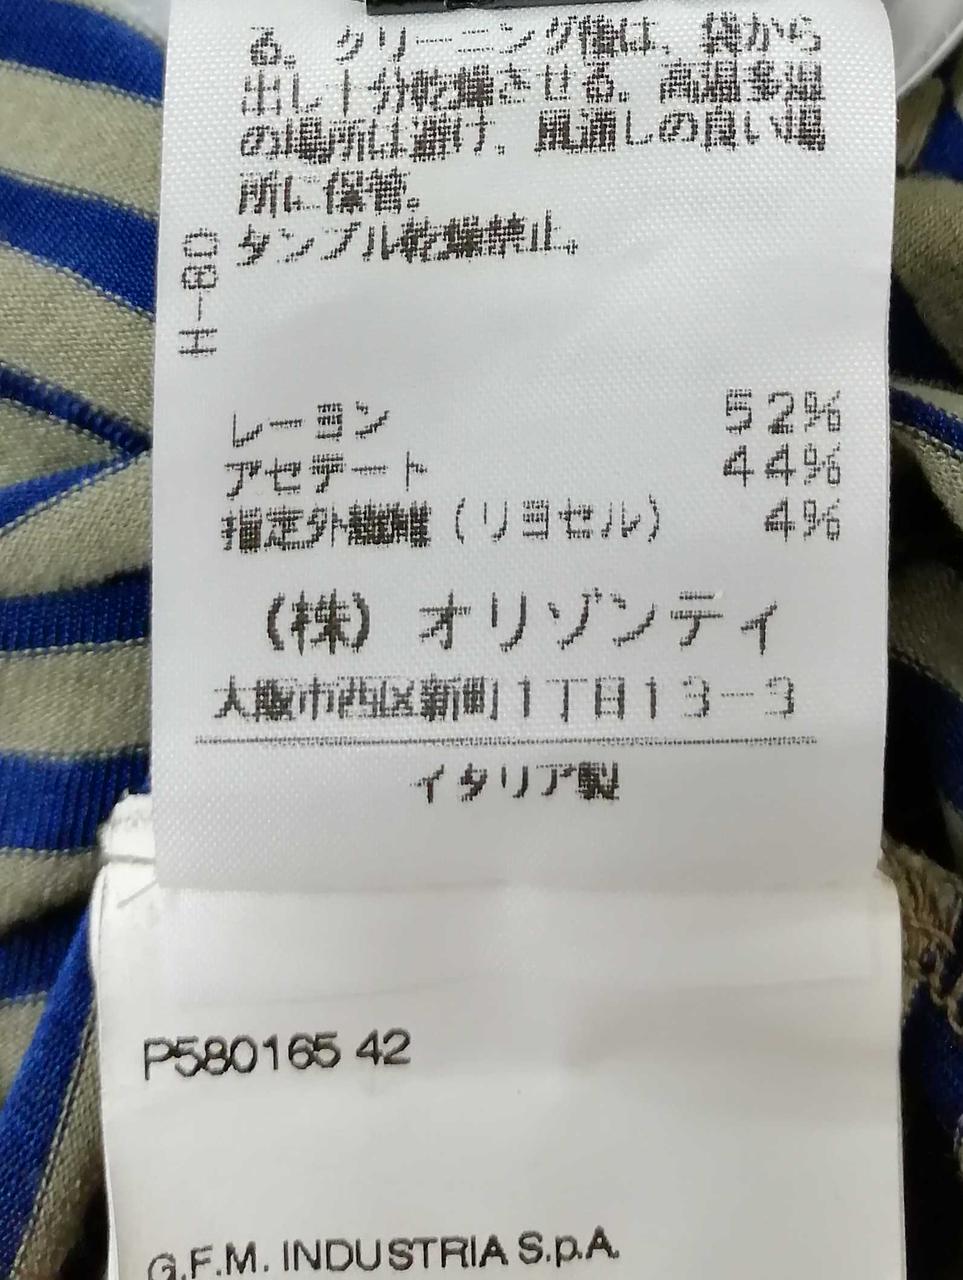 る。クリーニング後は、袋から
出し十分乾燥させる。高温多湿
の場所は避け、風通しの良い場
所に保管。
タンブル乾燥禁止。
H-80
レーヨン 52%
アセテート 44%
指定外繊維(リヨセル) 4%
(株) オリゾンティ
大阪市西区新町1丁目13-3
イタリア製
P580165 42
G.F.M. INDUSTRIA S.p.A.